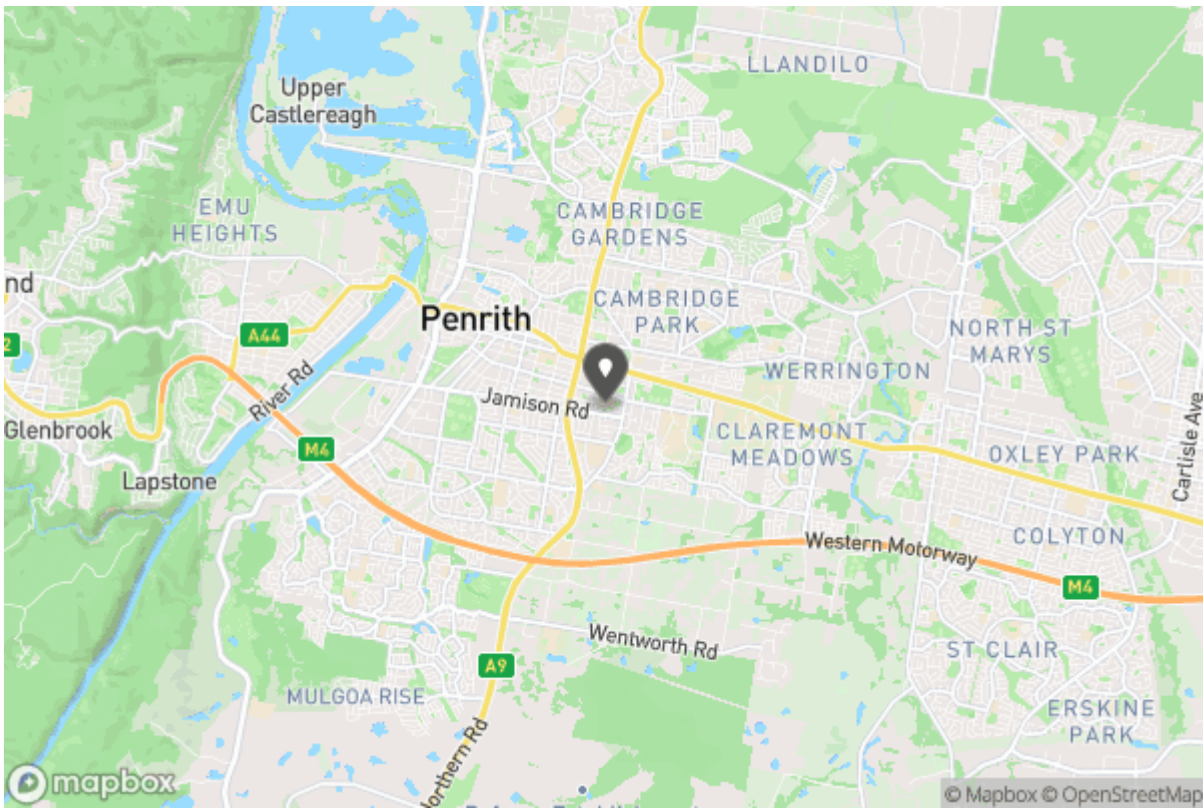 LLANDILO
Upper
Castlereagh
EMU
HEIGHTS
CAMBRIDGE
GARDENS
nd
CAMBRIDGE
PARK
Penrith
NORTH ST
MARYS
A44
2
River Rd
WERRINGTON
Jamison Rd
Carlisle Ave
Glenbrook
M4
CLAREMONT
MEADOWS
OXLEY PARK
Lapstone
COLYTON
Western Motorway
M4
Wentworth Rd
ST CLAIR
A9
MULGOA RISE
ERSKINE
PARK
Northern Rd
mapbox
© Mapbox © OpenStreetMap